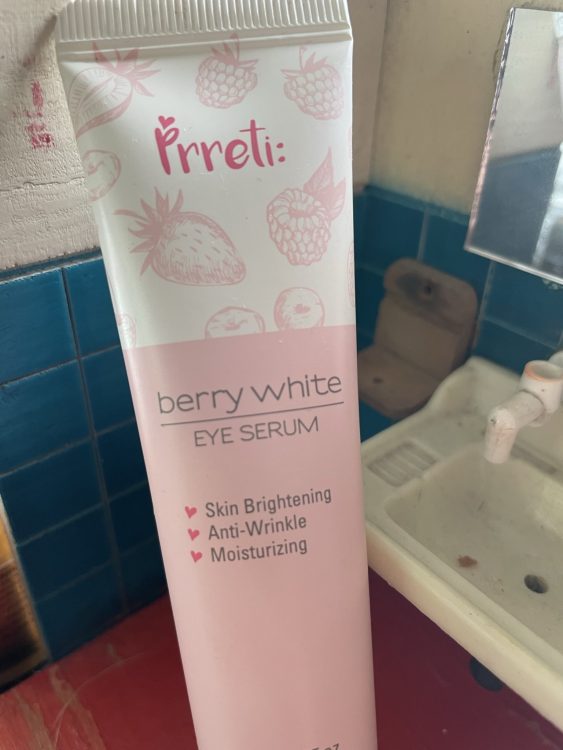 Prreti:
berry white
EYE SERUM
Skin Brightening
Anti-Wrinkle
Moisturizing